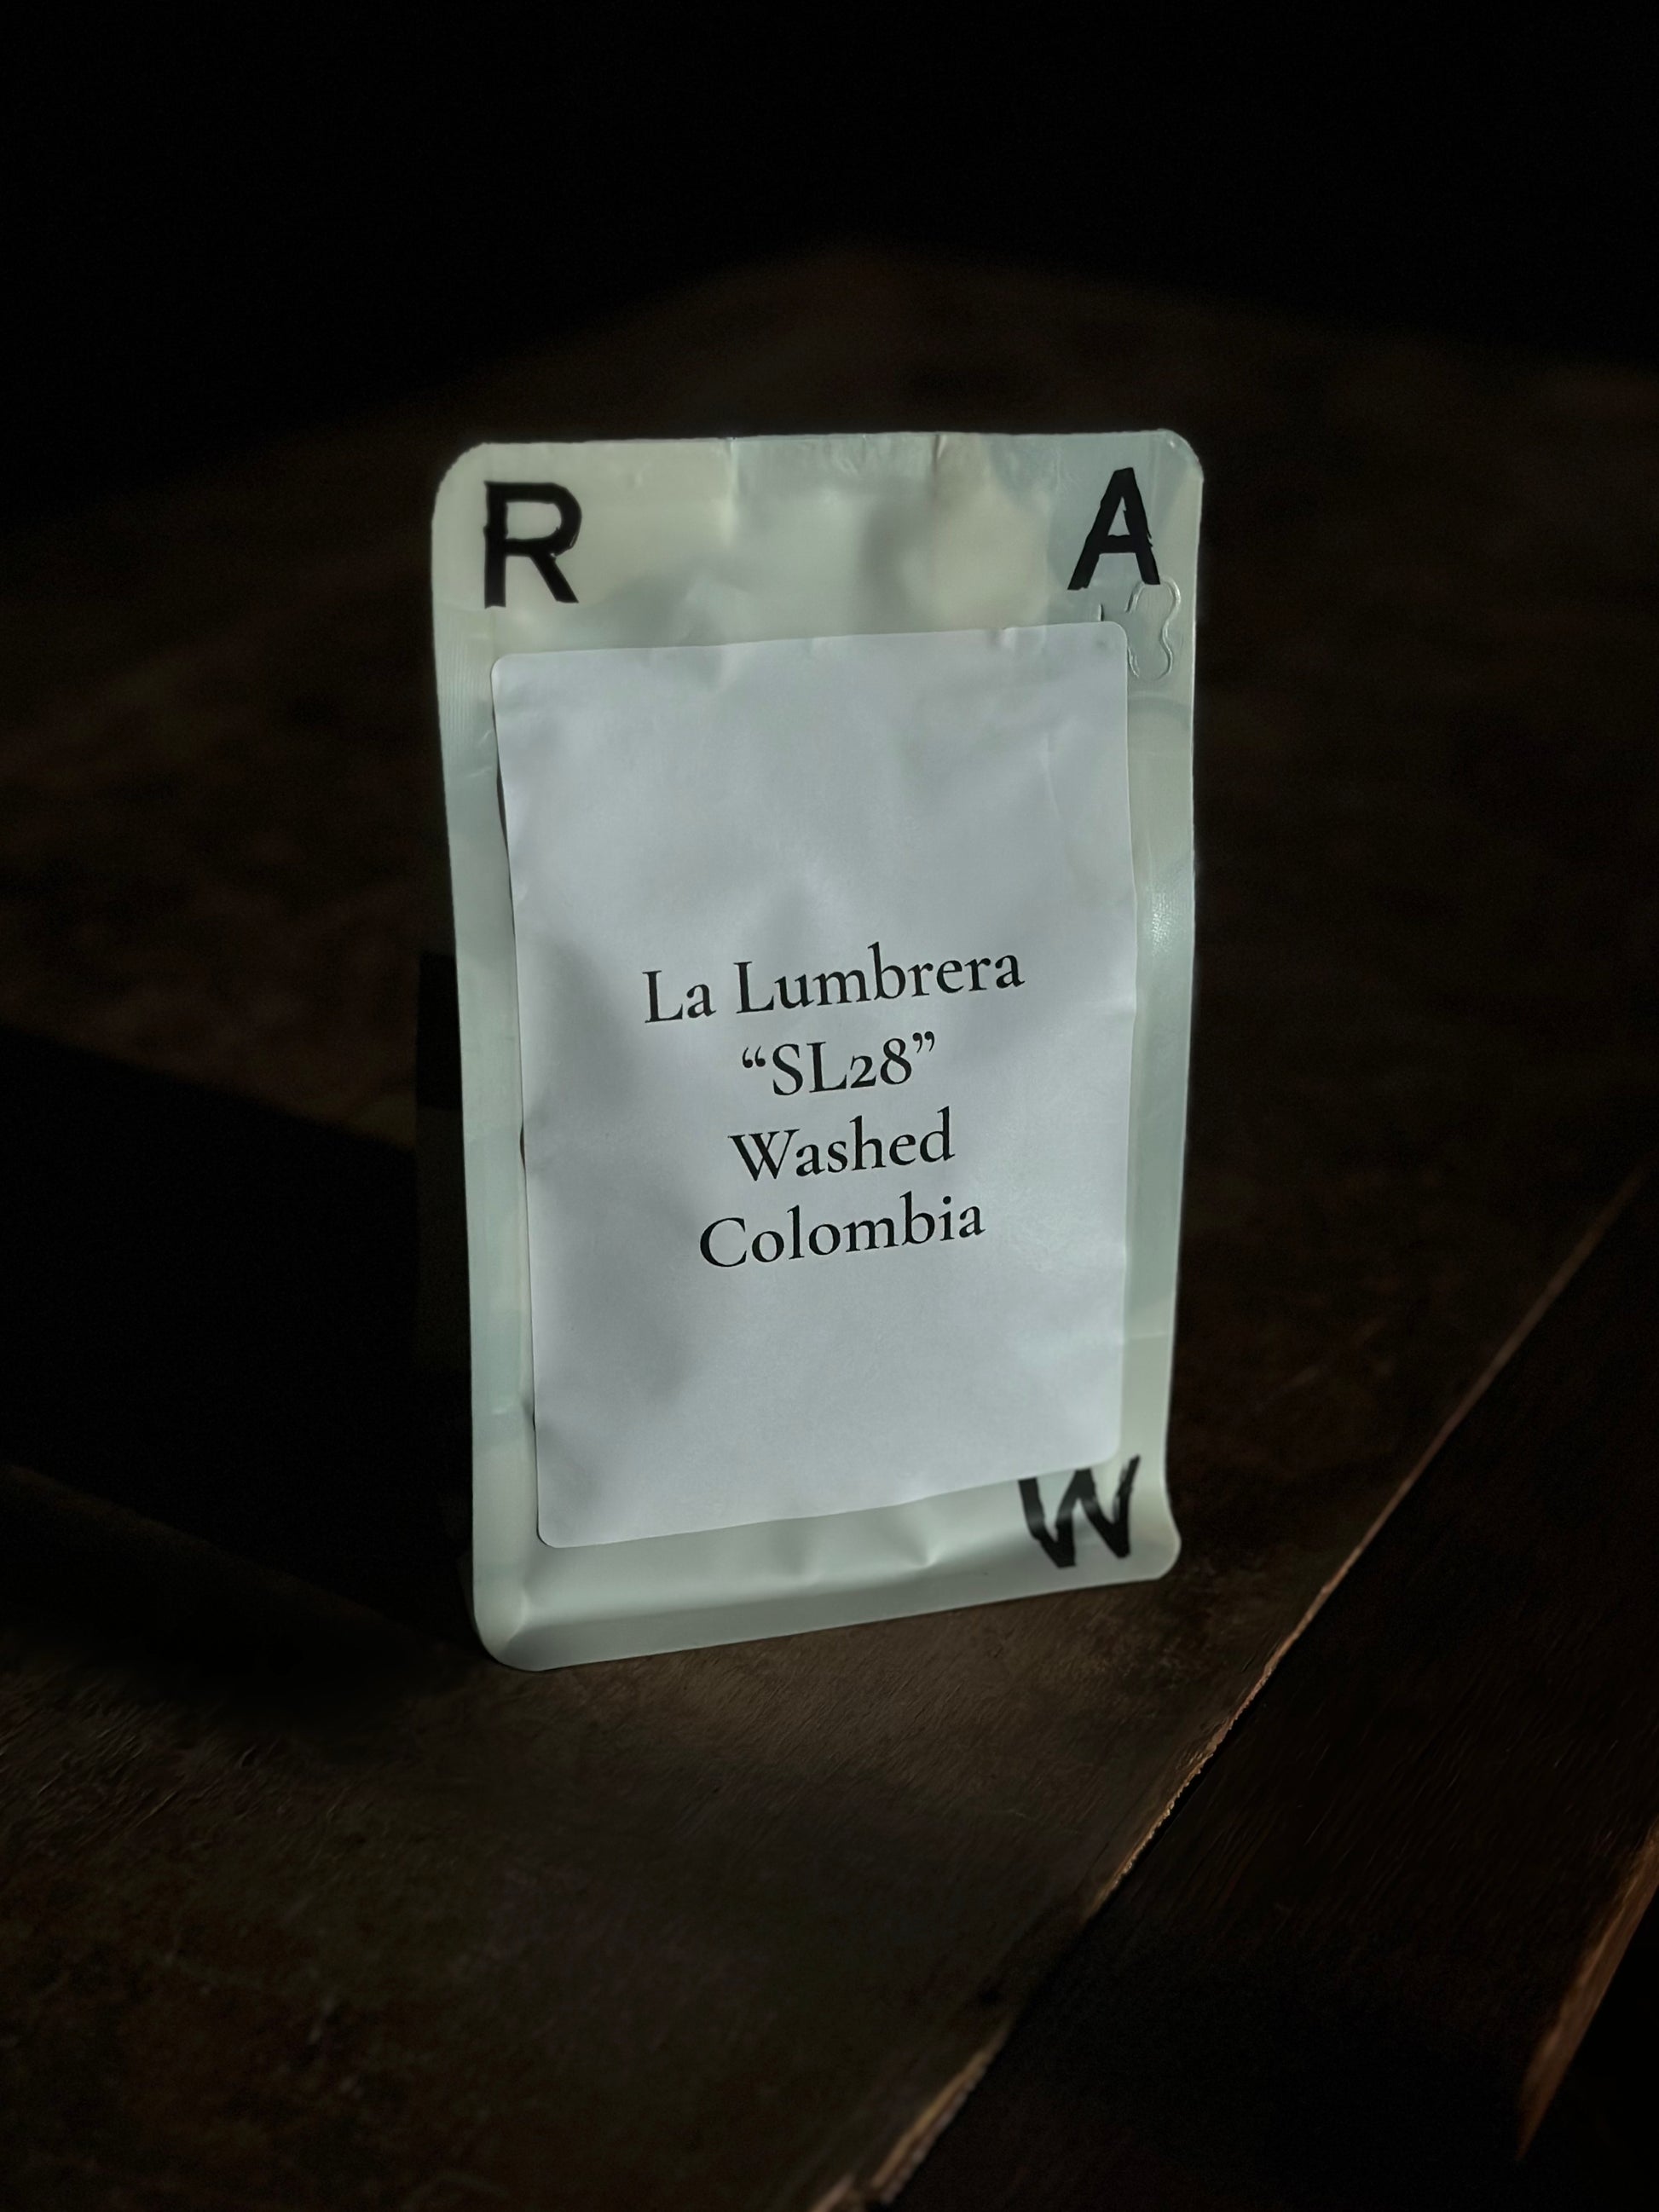 R A
La Lumbrera
“SL28”
Washed
Colombia
W